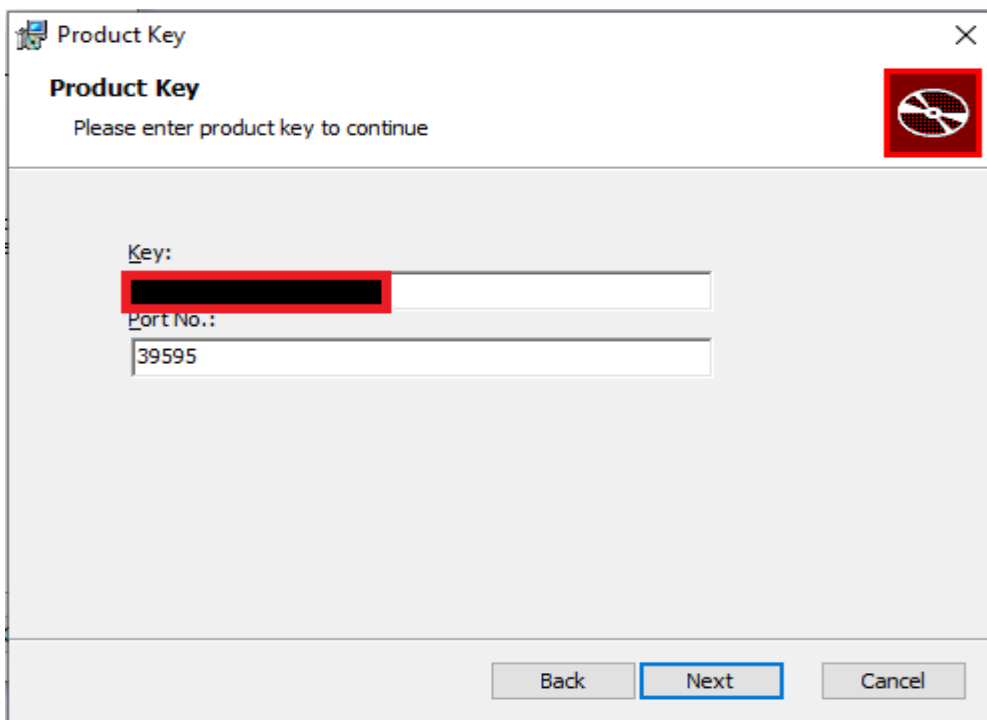 Product Key
Product Key
Please enter product key to continue
Key:
Port No.:
39595
Back Next Cancel